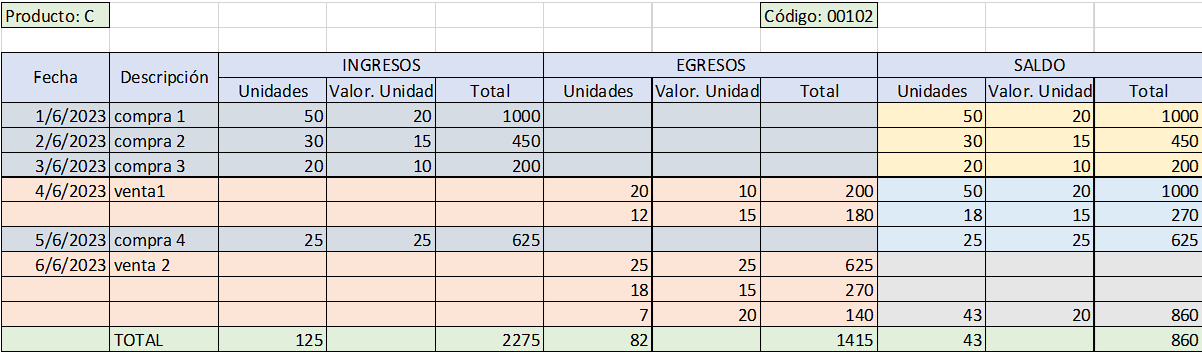 Producto: C Código: 00102
INGRESOS EGRESOS SALDO
Fecha Descripción
Unidades Valor. Unidad Total Unidades Valor. Unidad Total Unidades Valor. Unidad Total
1/6/2023 compra 1 50 20 1000 50 20 1000
2/6/2023 compra 2 30 15 450 30 15 450
3/6/2023 compra 3 20 10 200 20 10 200
4/6/2023 venta1 20 10 200 50 20 1000
12 15 180 18 15 270
5/6/2023 compra 4 25 25 625 25 25 625
6/6/2023 venta 2 25 25 625
18 15 270
7 20 140 43 20 860
TOTAL 125 2275 82 1415 43 860